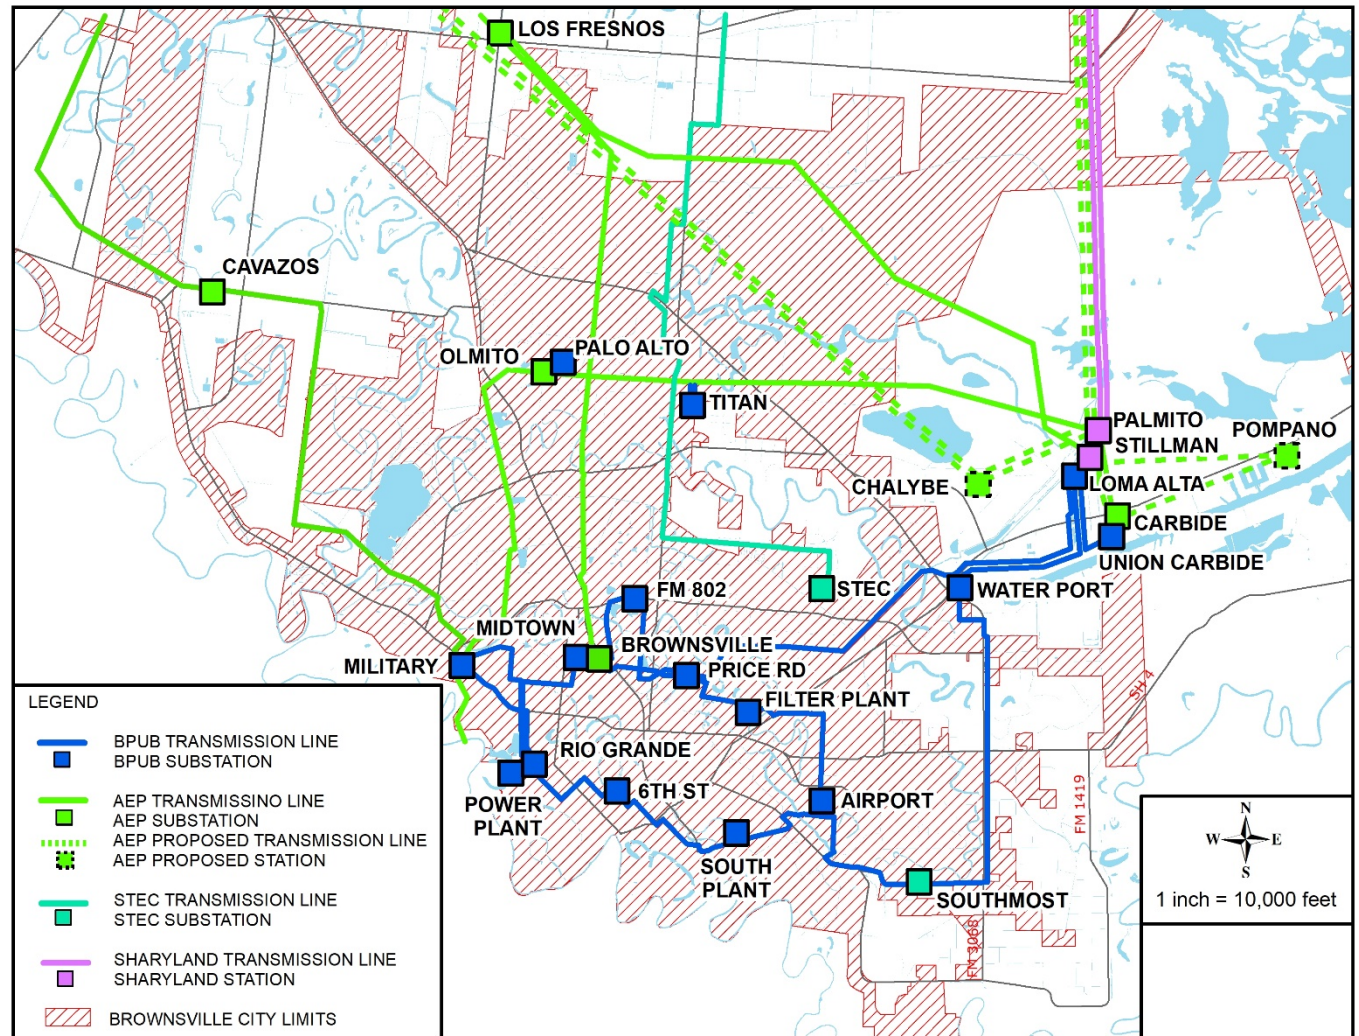 LOS FRESNOS
CAVAZOS
OLMITO
PALO ALTO
TITAN
PALMITO
STILLMAN
POMPANO
CHALYBE
LOMA ALTA
CARBIDE
UNION CARBIDE
FM 802
STEC
WATER PORT
MIDTOWN
BROWNSVILLE
MILITARY
PRICE RD
FILTER PLANT
SH 4
RIO GRANDE
POWER
PLANT
6TH ST
AIRPORT
FM 1419
SOUTH
PLANT
SOUTHMOST
FM 3068
LEGEND
BPUB TRANSMISSION LINE
BPUB SUBSTATION
AEP TRANSMISSINO LINE
AEP SUBSTATION
AEP PROPOSED TRANSMISSION LINE
AEP PROPOSED STATION
STEC TRANSMISSION LINE
STEC SUBSTATION
SHARYLAND TRANSMISSION LINE
SHARYLAND STATION
BROWNSVILLE CITY LIMITS
N
W E
S
1 inch = 10,000 feet